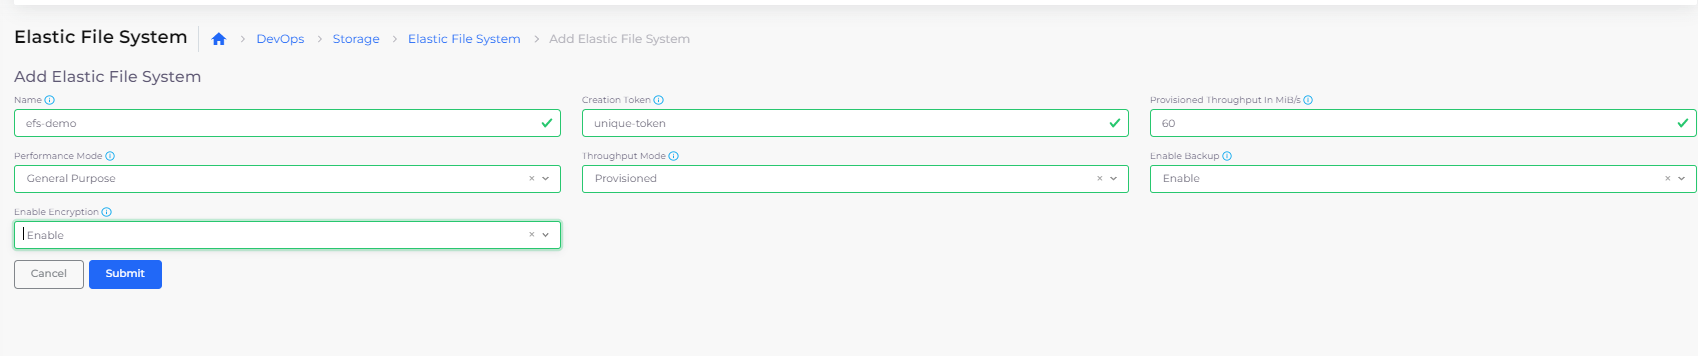 Elastic File System
DevOps
Storage
Elastic File System
Add Elastic File System
Add Elastic File System
Name
efs-demo
Creation Token
unique-token
Provisioned Throughput In MiB/s
60
Performance Mode
General Purpose
Throughput Mode
Provisioned
Enable Backup
Enable
Enable Encryption
Enable
Cancel
Submit